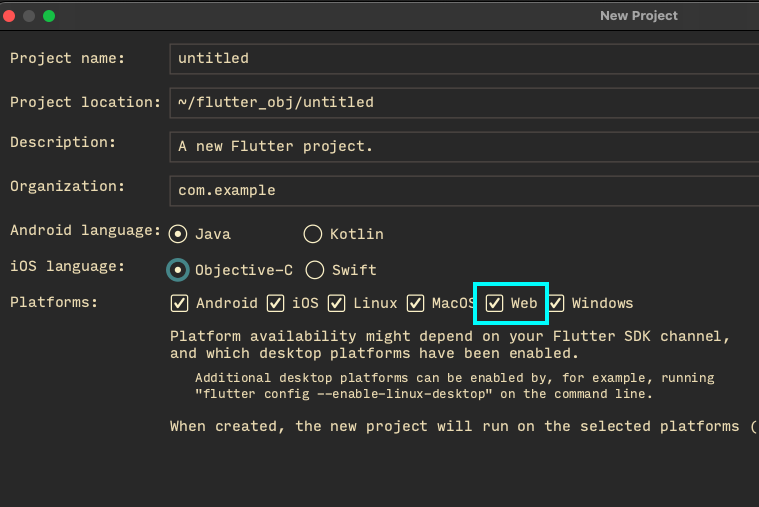 New Project
Project name: untitled
Project location: ~/flutter_obj/untitled
Description: A new Flutter project.
Organization: com.example
Android language: Java Kotlin
iOS language: Objective-C Swift
Platforms: Android iOS Linux MacOS Web Windows
Platform availability might depend on your Flutter SDK channel,
and which desktop platforms have been enabled.
Additional desktop platforms can be enabled by, for example, running
"flutter config --enable-linux-desktop" on the command line.
When created, the new project will run on the selected platforms (